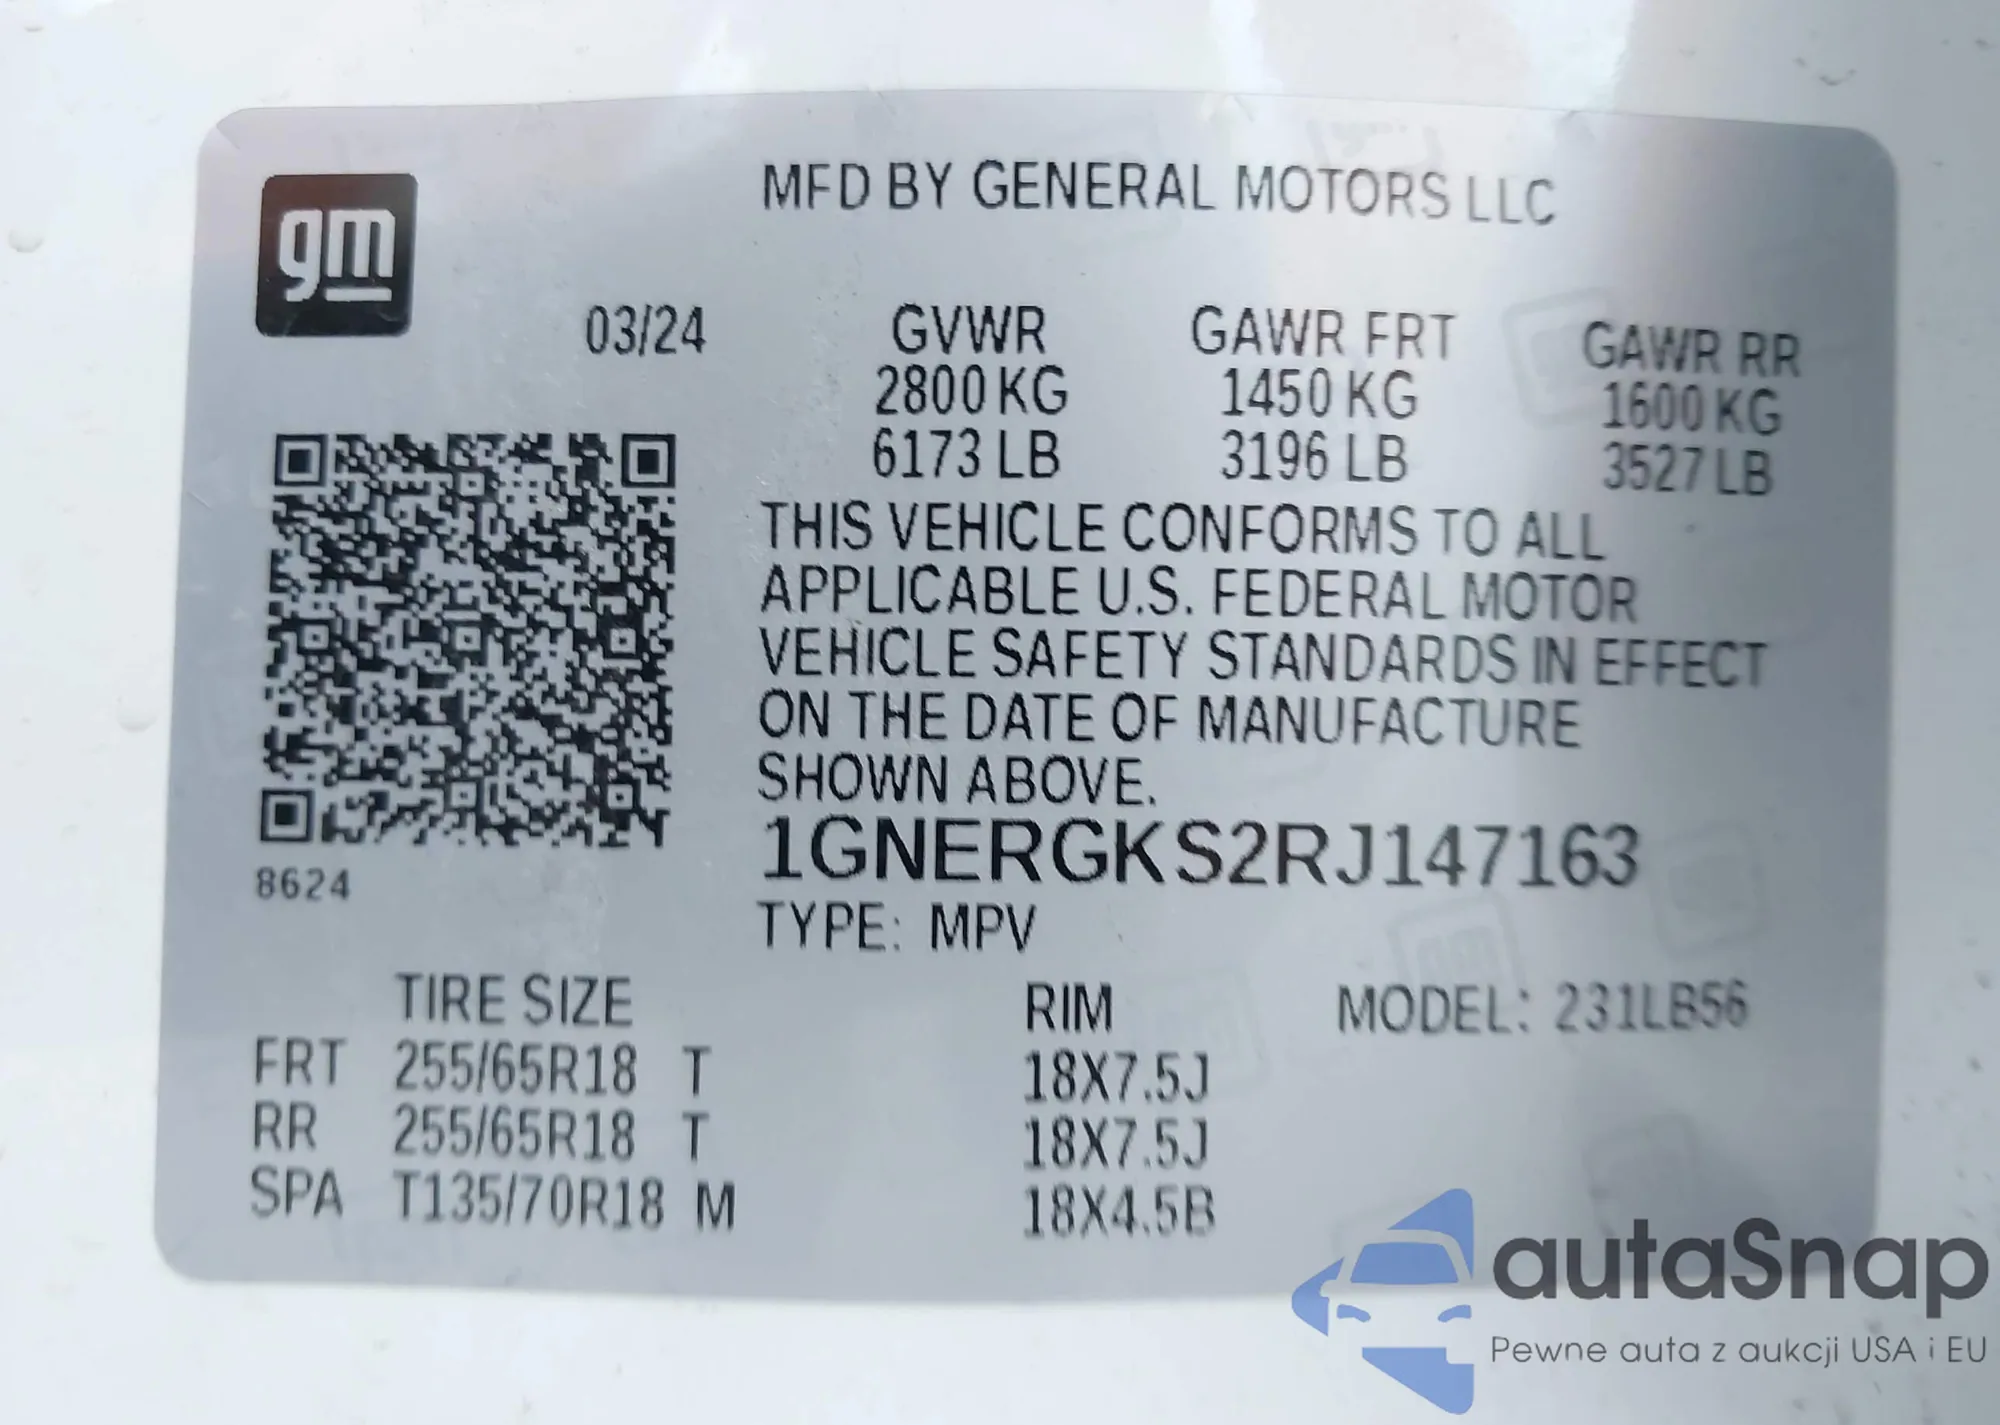 gm
MFD BY GENERAL MOTORS LLC
03/24 GVWR GAWR FRT GAWR RR
2800 KG 1450 KG 1600 KG
6173 LB 3196 LB 3527 LB
THIS VEHICLE CONFORMS TO ALL
APPLICABLE U.S. FEDERAL MOTOR
VEHICLE SAFETY STANDARDS IN EFFECT
ON THE DATE OF MANUFACTURE
SHOWN ABOVE.
1GNERGKS2RJ147163
8624
TYPE: MPV
TIRE SIZE RIM MODEL: 231LB56
FRT 255/65R18 T 18X7.5J
RR 255/65R18 T 18X7.5J
SPA T135/70R18 M 18X4.5B
autaSnap
Pewne auta z aukcji USA i EU